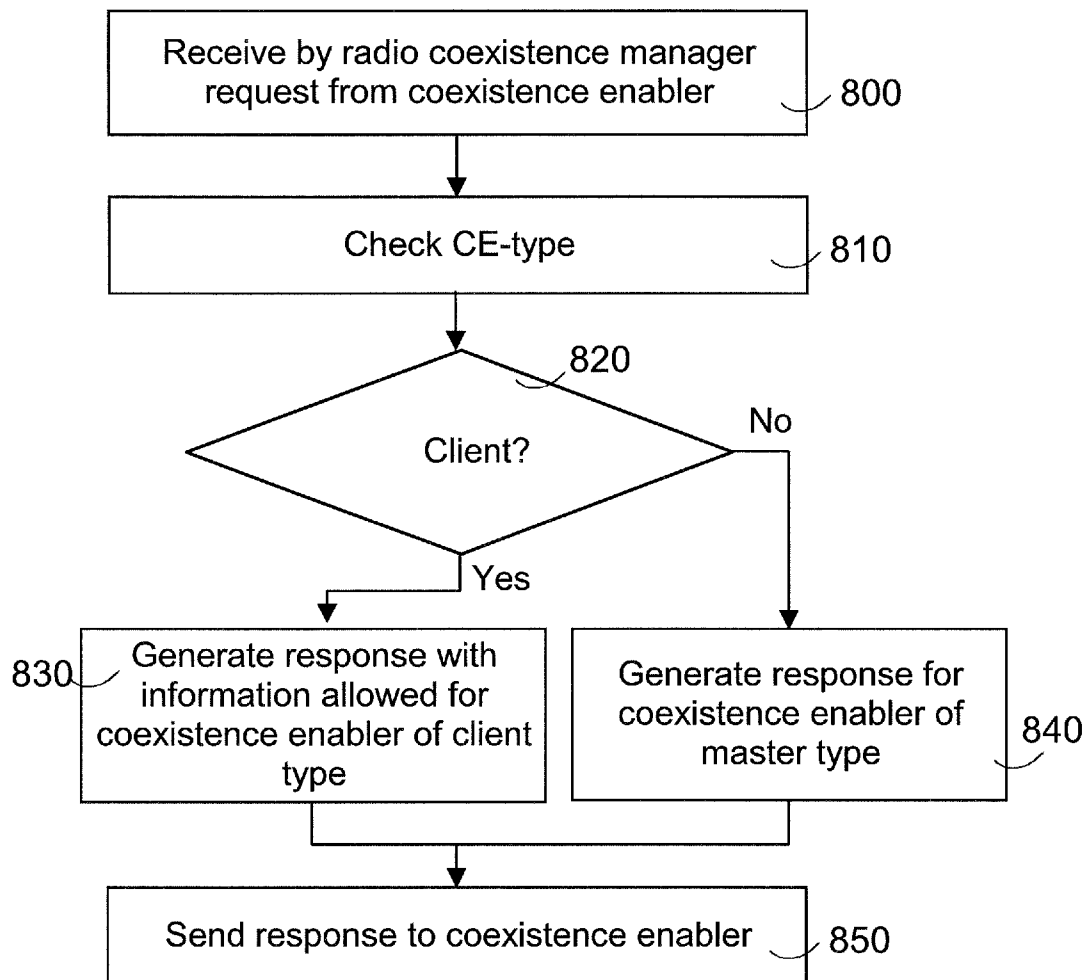 Receive by radio coexistence manager
request from coexistence enabler
800
Check CE-type
810
820
Client?
No
Yes
830
Generate response with
information allowed for
coexistence enabler of client
type
Generate response for
coexistence enabler of
master type
840
Send response to coexistence enabler
850